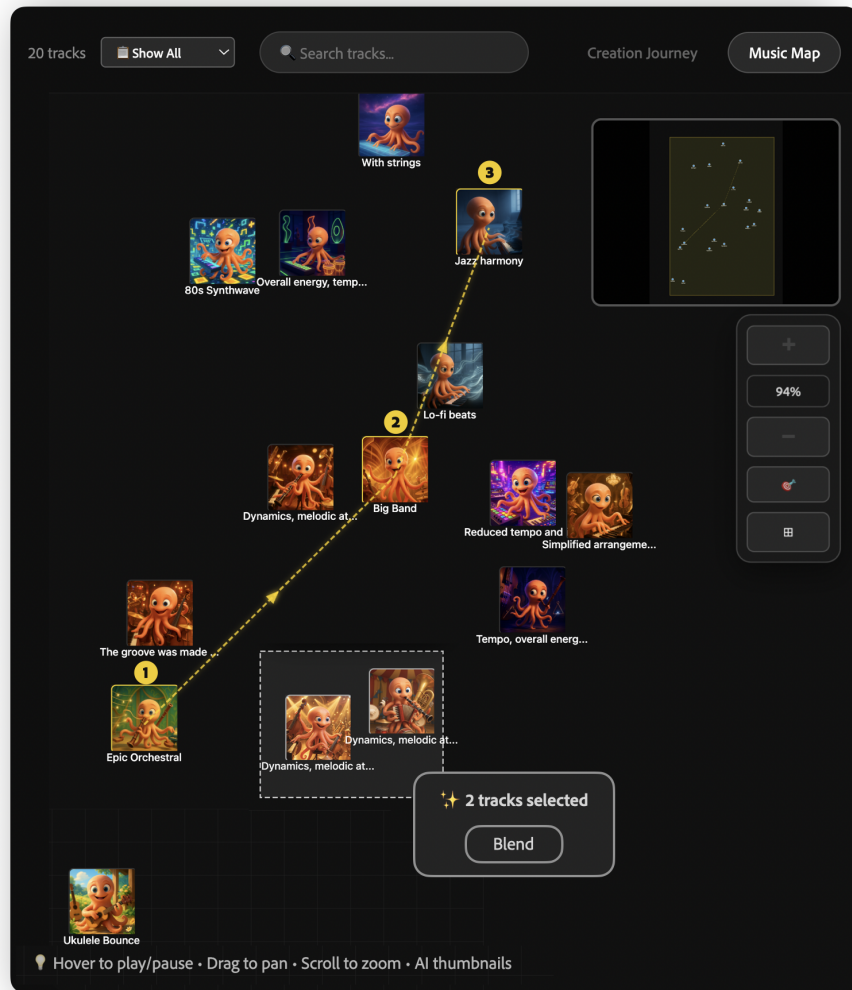 20 tracks
Show All
Search tracks...
Creation Journey
Music Map
With strings
3
Jazz harmony
80s Synthwave
Overall energy, temp...
94%
Lo-fi beats
2
Big Band
Dynamics, melodic at...
Reduced tempo and
Simplified arrangeme...
Tempo, overall energ...
The groove was made ...
1
Epic Orchestral
Dynamics, melodic at...
Dynamics, melodic at...
2 tracks selected
Blend
Ukulele Bounce
Hover to play/pause • Drag to pan • Scroll to zoom • AI thumbnails